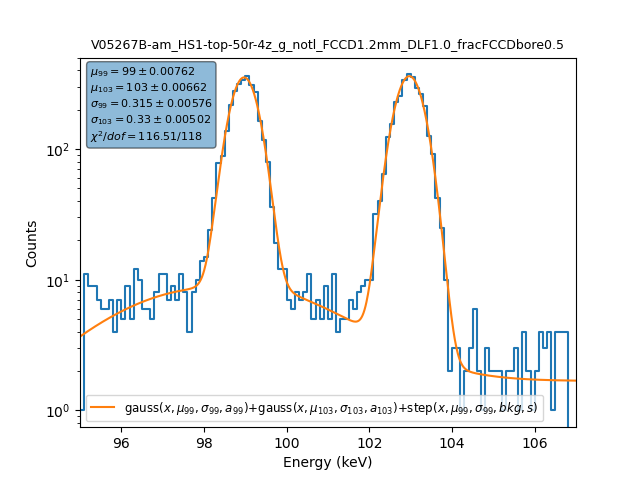 V05267B-am_HS1-top-50r-4z_g_notl_FCCD1.2mm_DLF1.0_fracFCCDbore0.5
μ₉₉ = 99 ± 0.00762
μ₁₀₃ = 103 ± 0.00662
σ₉₉ = 0.315 ± 0.00576
σ₁₀₃ = 0.33 ± 0.00502
χ²/dof = 116.51/118
Counts
10²
10¹
10⁰
gauss(x, μ₉₉, σ₉₉, a₉₉)+gauss(x, μ₁₀₃, σ₁₀₃, a₁₀₃)+step(x, μ₉₉, σ₉₉, bkg, s)
96 98 100 102 104 106
Energy (keV)